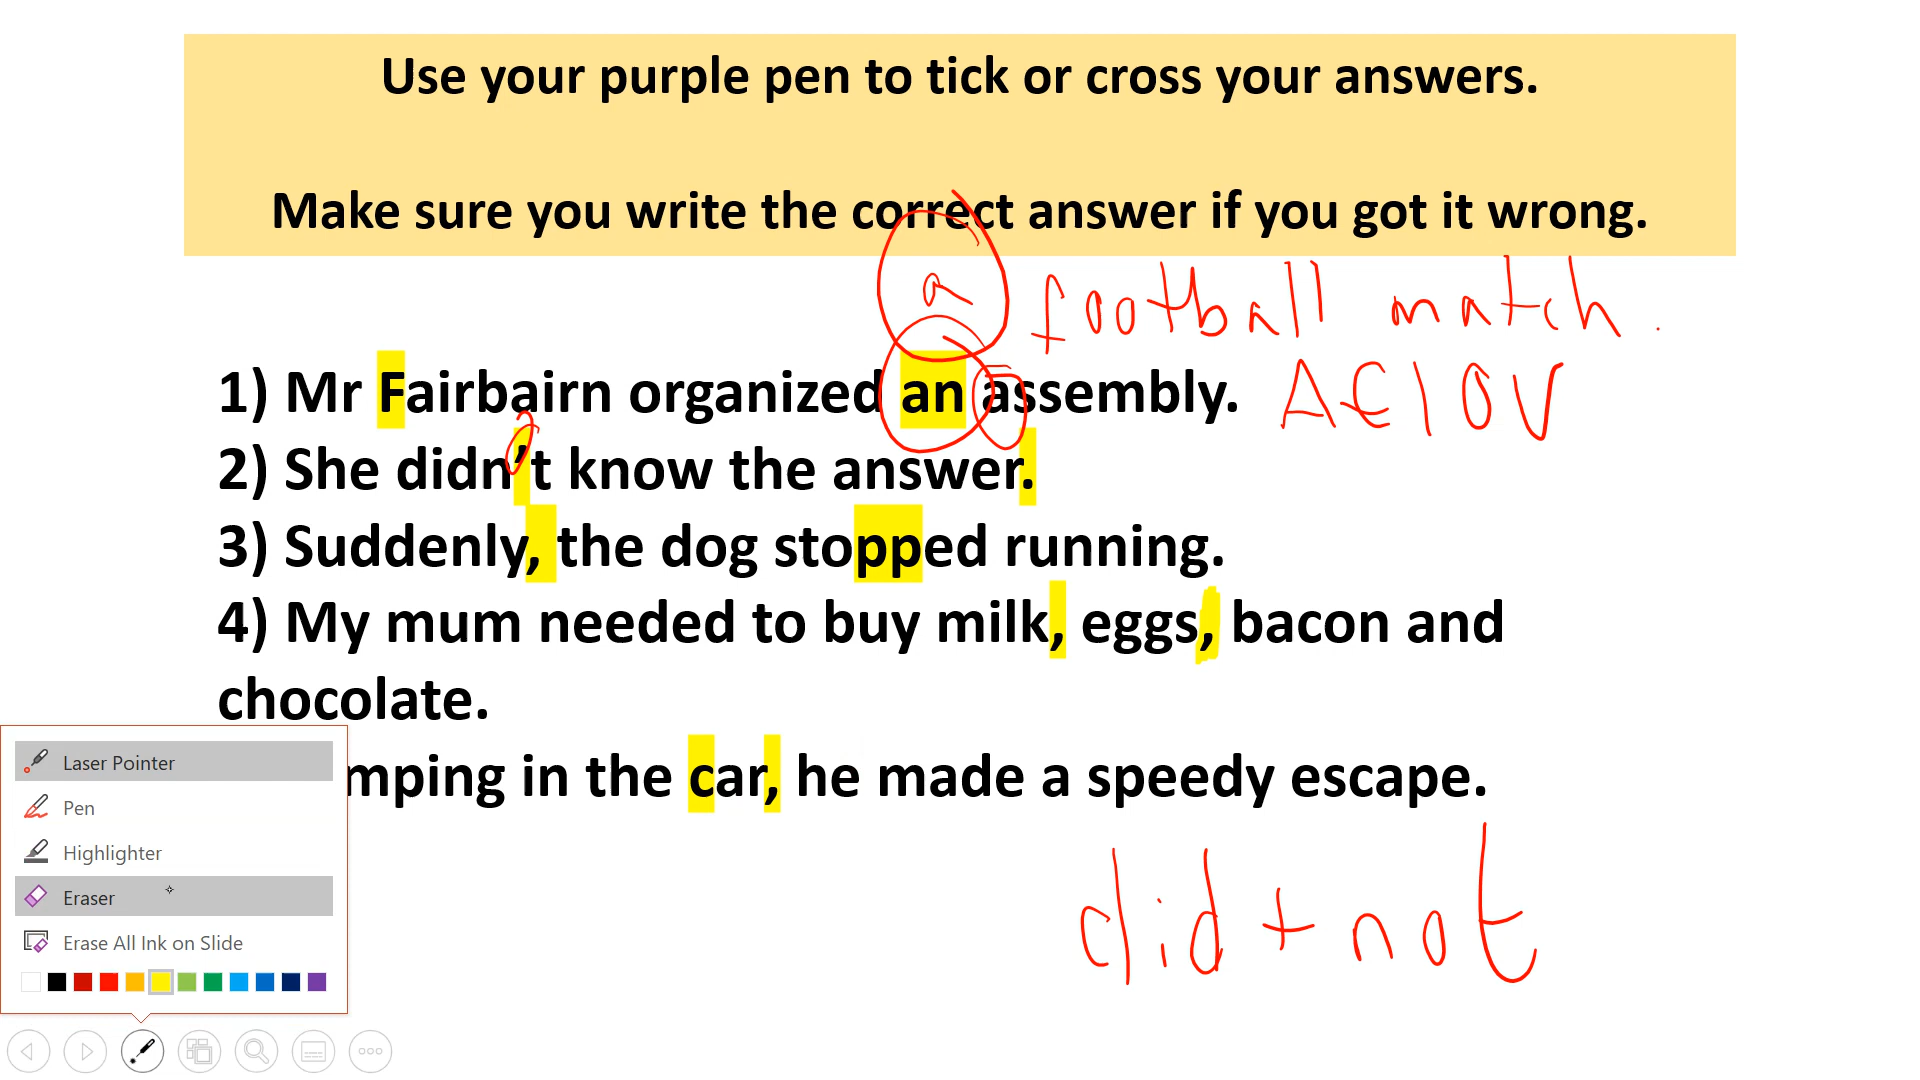 Use your purple pen to tick or cross your answers.
Make sure you write the correct answer if you got it wrong.
a football match.
1) Mr Fairbairn organized an assembly. A E I O U
2) She didn't know the answer.
3) Suddenly, the dog stopped running.
4) My mum needed to buy milk, eggs, bacon and
chocolate.
mping in the car, he made a speedy escape.
did + not
Laser Pointer
Pen
Highlighter
Eraser
Erase All Ink on Slide